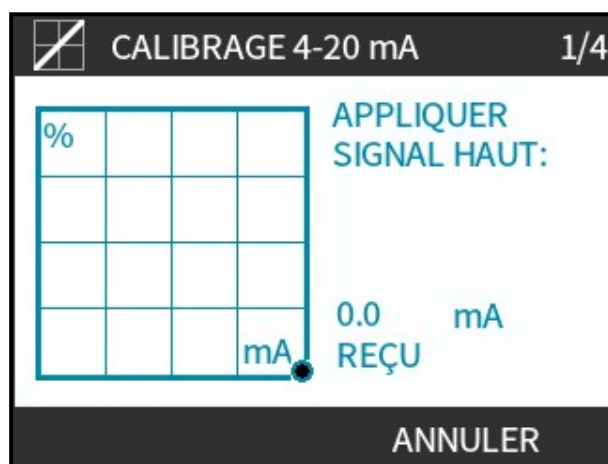 CALIBRAGE 4-20 mA 1/4
%
APPLIQUER
SIGNAL HAUT:
0.0 mA
mA
REÇU
ANNULER